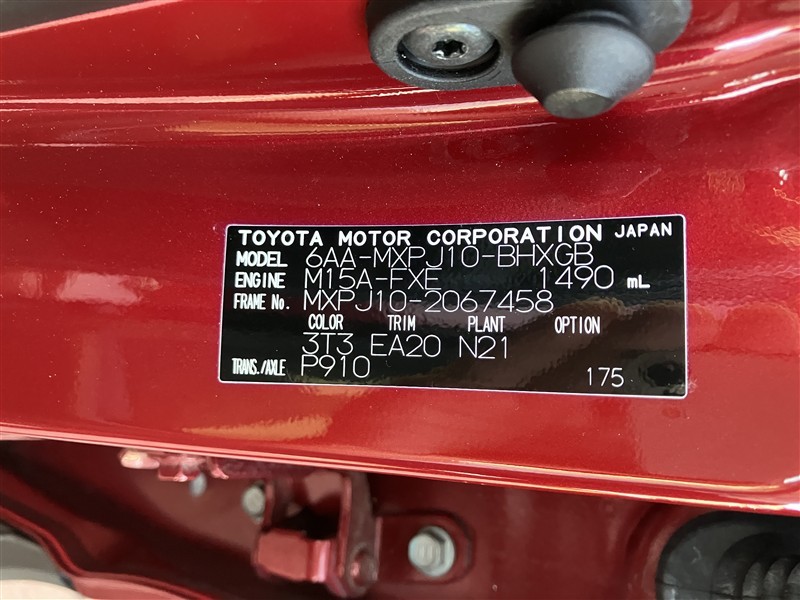 TOYOTA MOTOR CORPORATION JAPAN
MODEL 6AA-MXPJ10-BHXGB
ENGINE M15A-FXE 1490 mL
FRAME No. MXPJ10-2067458
COLOR TRIM PLANT OPTION
3T3 EA20 N21
TRANS./AXLE P910 175